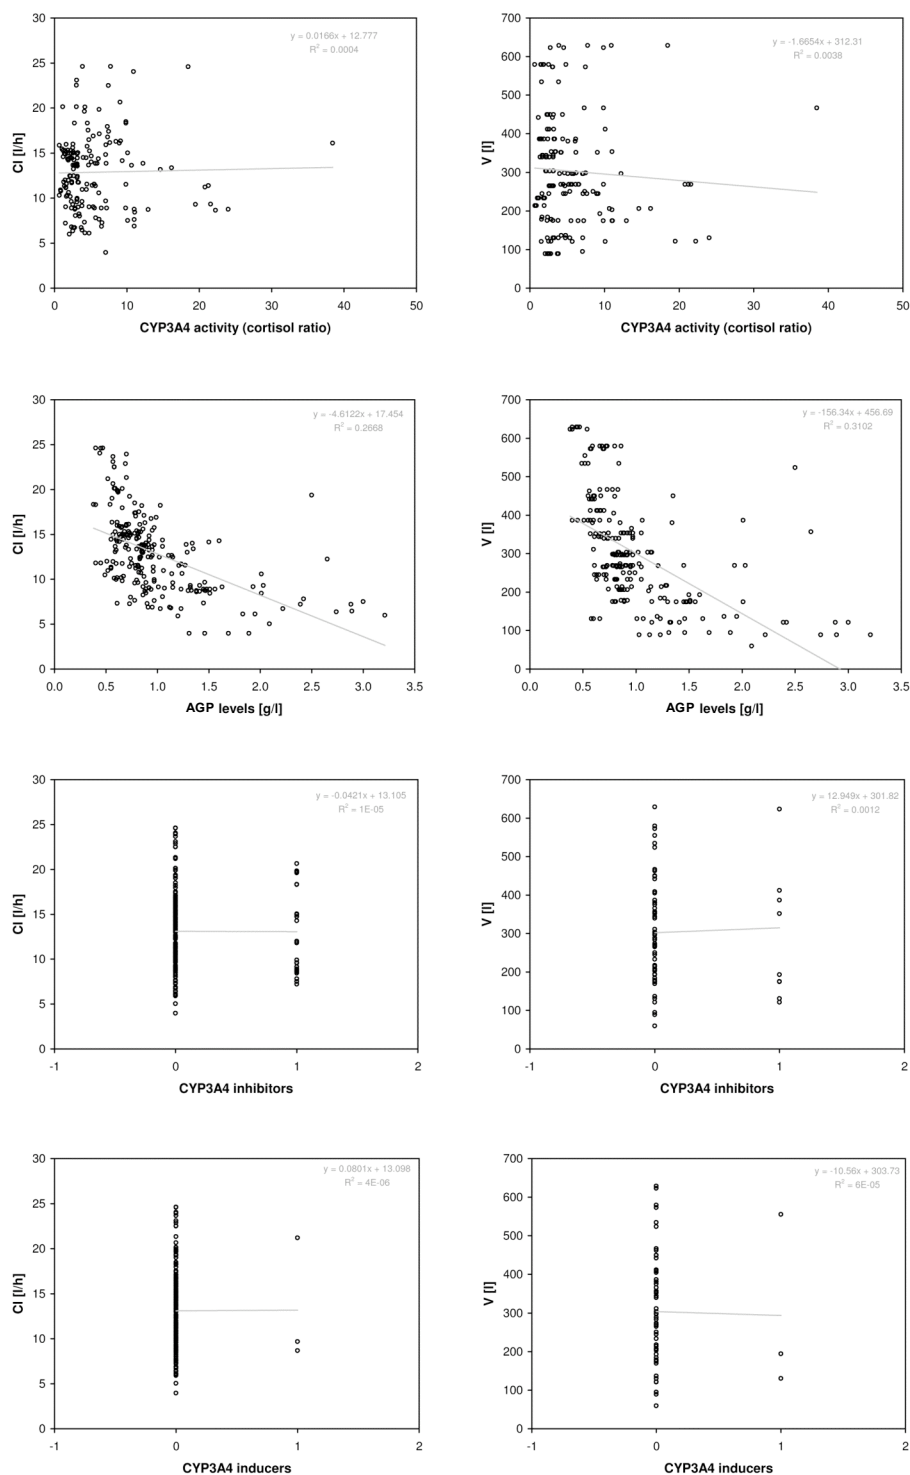 30
25
20
15
10
5
0
Cl [l/h]
y = 0.0166x + 12.777
R² = 0.0004
0 10 20 30 40 50
CYP3A4 activity (cortisol ratio)
700
600
500
400
300
200
100
0
V [l]
y = -1.6654x + 312.31
R² = 0.0038
0 10 20 30 40 50
CYP3A4 activity (cortisol ratio)
30
25
20
15
10
5
0
Cl [l/h]
y = -4.6122x + 17.454
R² = 0.2668
0.0 0.5 1.0 1.5 2.0 2.5 3.0 3.5
AGP levels [g/l]
700
600
500
400
300
200
100
0
V [l]
y = -156.34x + 456.69
R² = 0.3102
0.0 0.5 1.0 1.5 2.0 2.5 3.0 3.5
AGP levels [g/l]
30
25
20
15
10
5
0
Cl [l/h]
y = -0.0421x + 13.105
R² = 1E-05
-1 0 1 2
CYP3A4 inhibitors
700
600
500
400
300
200
100
0
V [l]
y = 12.949x + 301.82
R² = 0.0012
-1 0 1 2
CYP3A4 inhibitors
30
25
20
15
10
5
0
Cl [l/h]
y = 0.0801x + 13.098
R² = 4E-06
-1 0 1 2
CYP3A4 inducers
700
600
500
400
300
200
100
0
V [l]
y = -10.56x + 303.73
R² = 6E-05
-1 0 1 2
CYP3A4 inducers